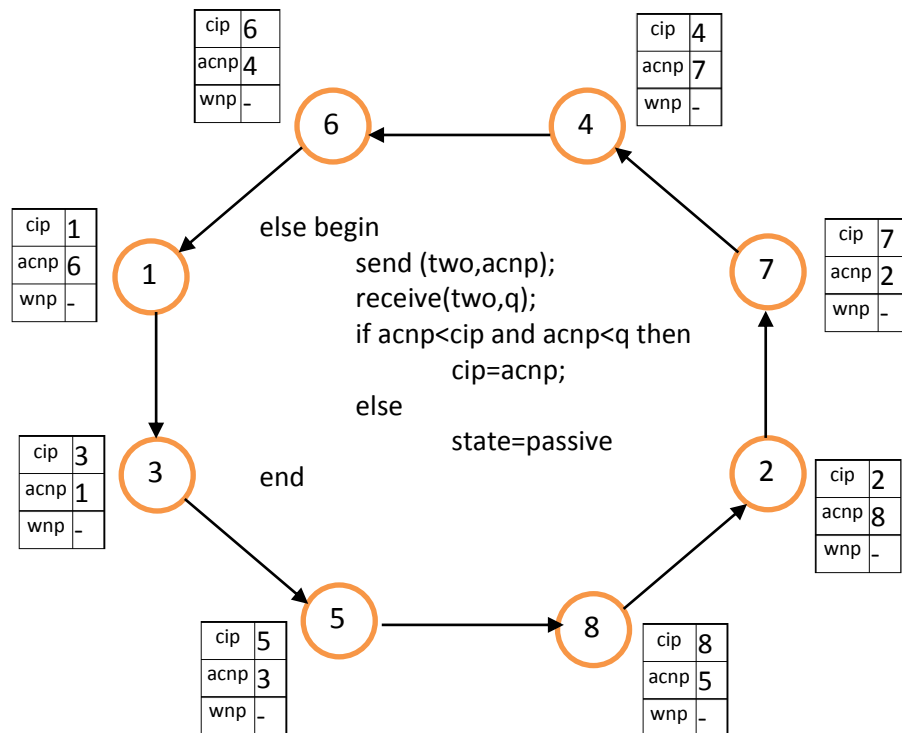 cip 6
acnp 4
wnp -
6
cip 4
acnp 7
wnp -
4
cip 1
acnp 6
wnp -
1
cip 7
acnp 2
wnp -
7
else begin
send (two,acnp);
receive(two,q);
if acnp<cip and acnp<q then
cip=acnp;
else
state=passive
end
cip 3
acnp 1
wnp -
3
cip 2
acnp 8
wnp -
2
cip 5
acnp 3
wnp -
5
cip 8
acnp 5
wnp -
8